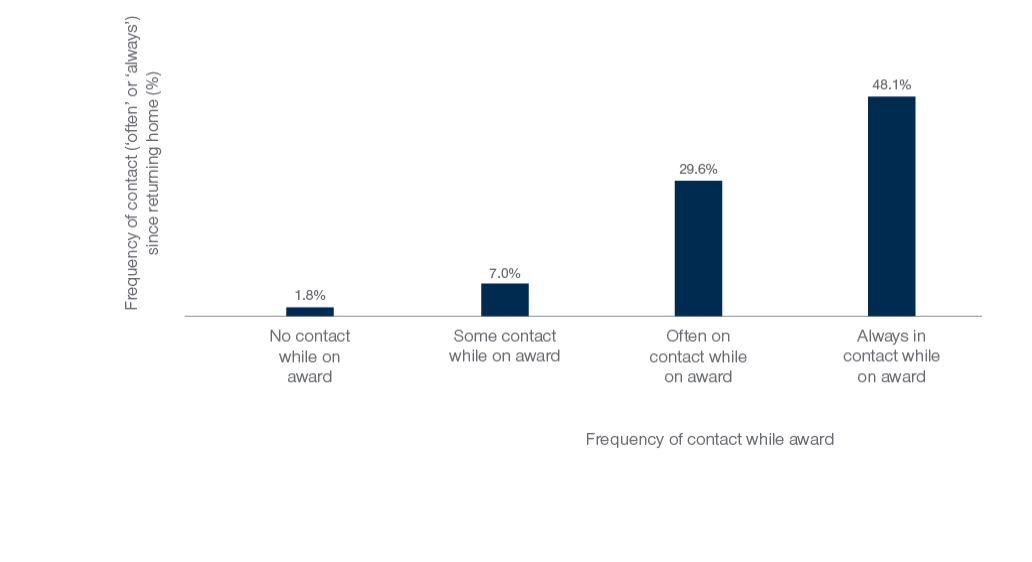 Frequency of contact (‘often’ or ‘always’)
since returning home (%)
1.8%
7.0%
29.6%
48.1%
No contact
while on
award
Some contact
while on award
Often on
contact while
on award
Always in
contact while
on award
Frequency of contact while award